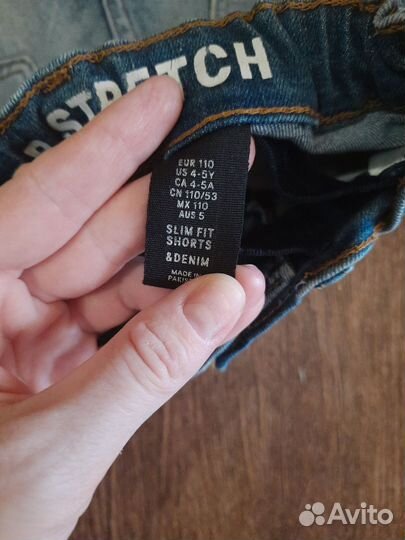 STRETCH
EUR 110
US 4-5Y
CA 4-5A
CN 110/53
MX 110
AUS 5
SLIM FIT
SHORTS
&DENIM
MADE IN
Avito